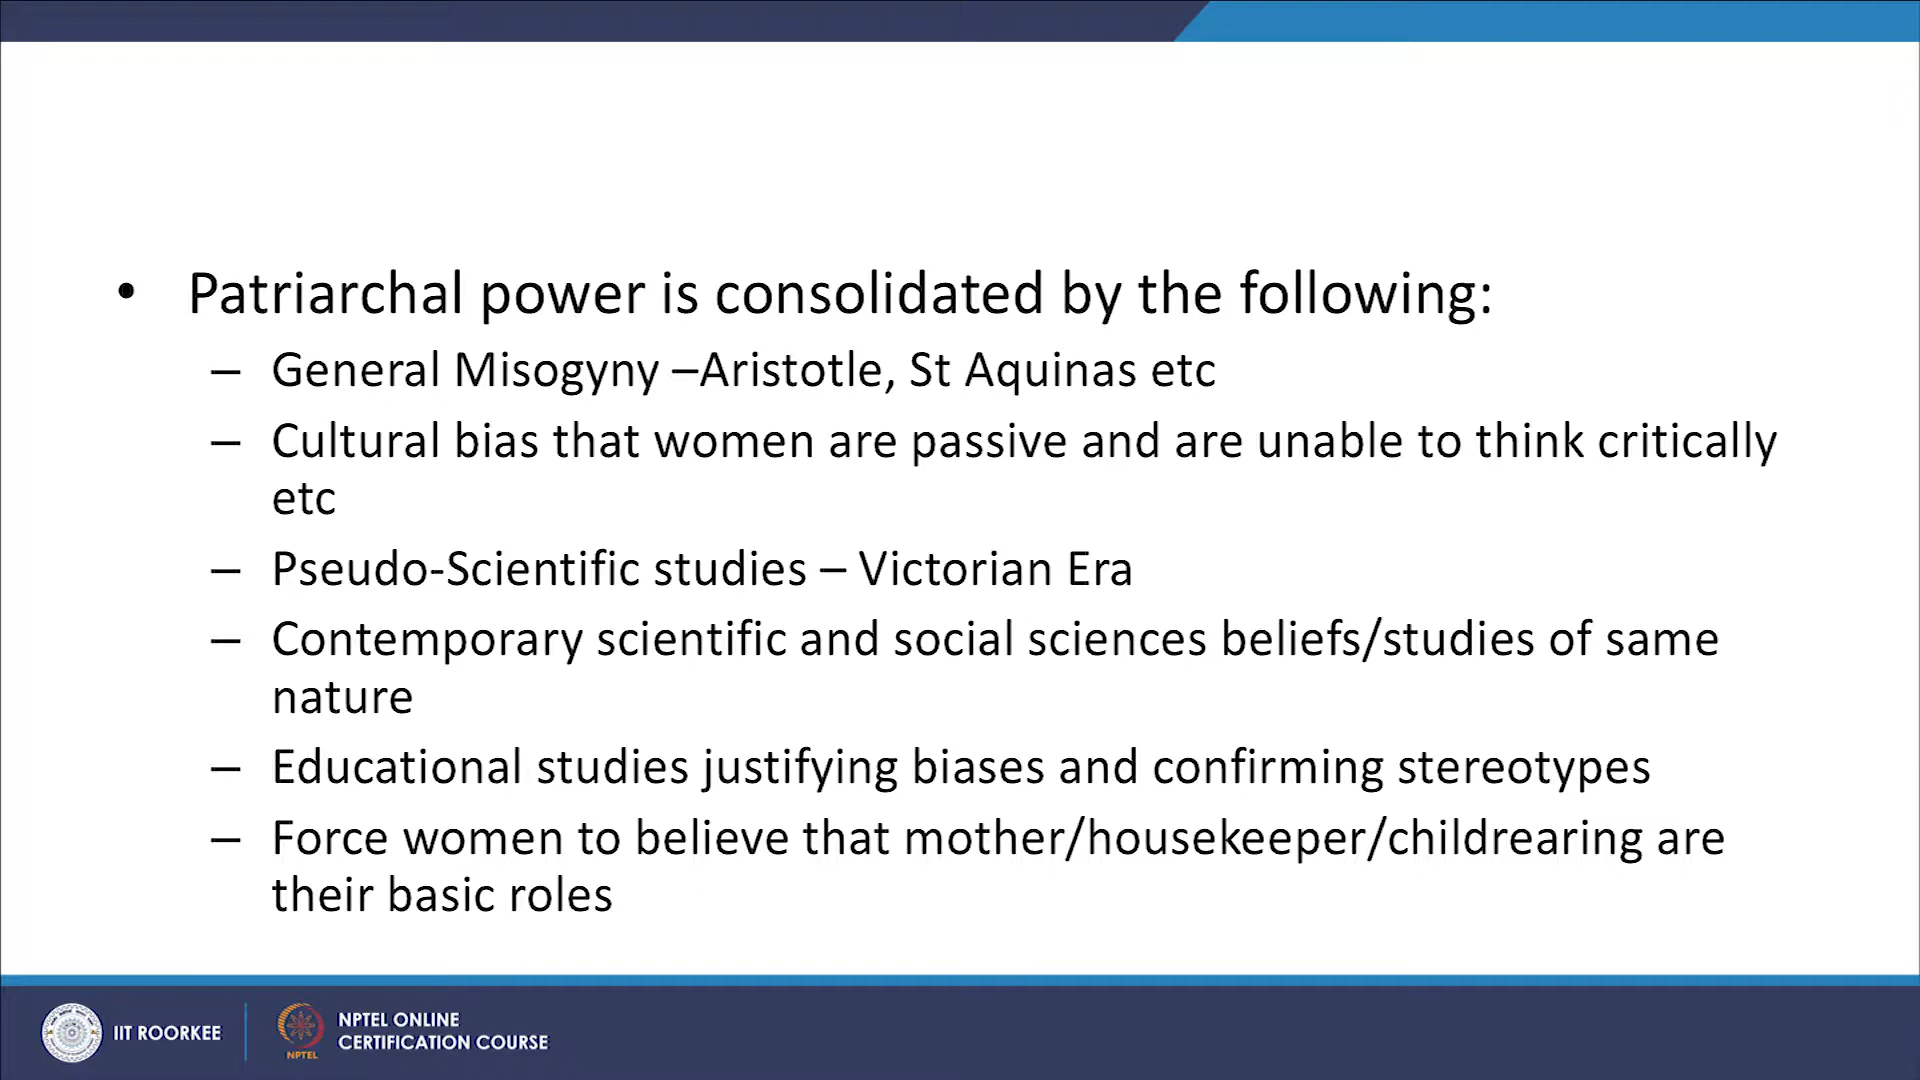 • Patriarchal power is consolidated by the following:
– General Misogyny –Aristotle, St Aquinas etc
– Cultural bias that women are passive and are unable to think critically
etc
– Pseudo-Scientific studies – Victorian Era
– Contemporary scientific and social sciences beliefs/studies of same
nature
– Educational studies justifying biases and confirming stereotypes
– Force women to believe that mother/housekeeper/childrearing are
their basic roles
IIT ROORKEE
NPTEL
NPTEL ONLINE
CERTIFICATION COURSE